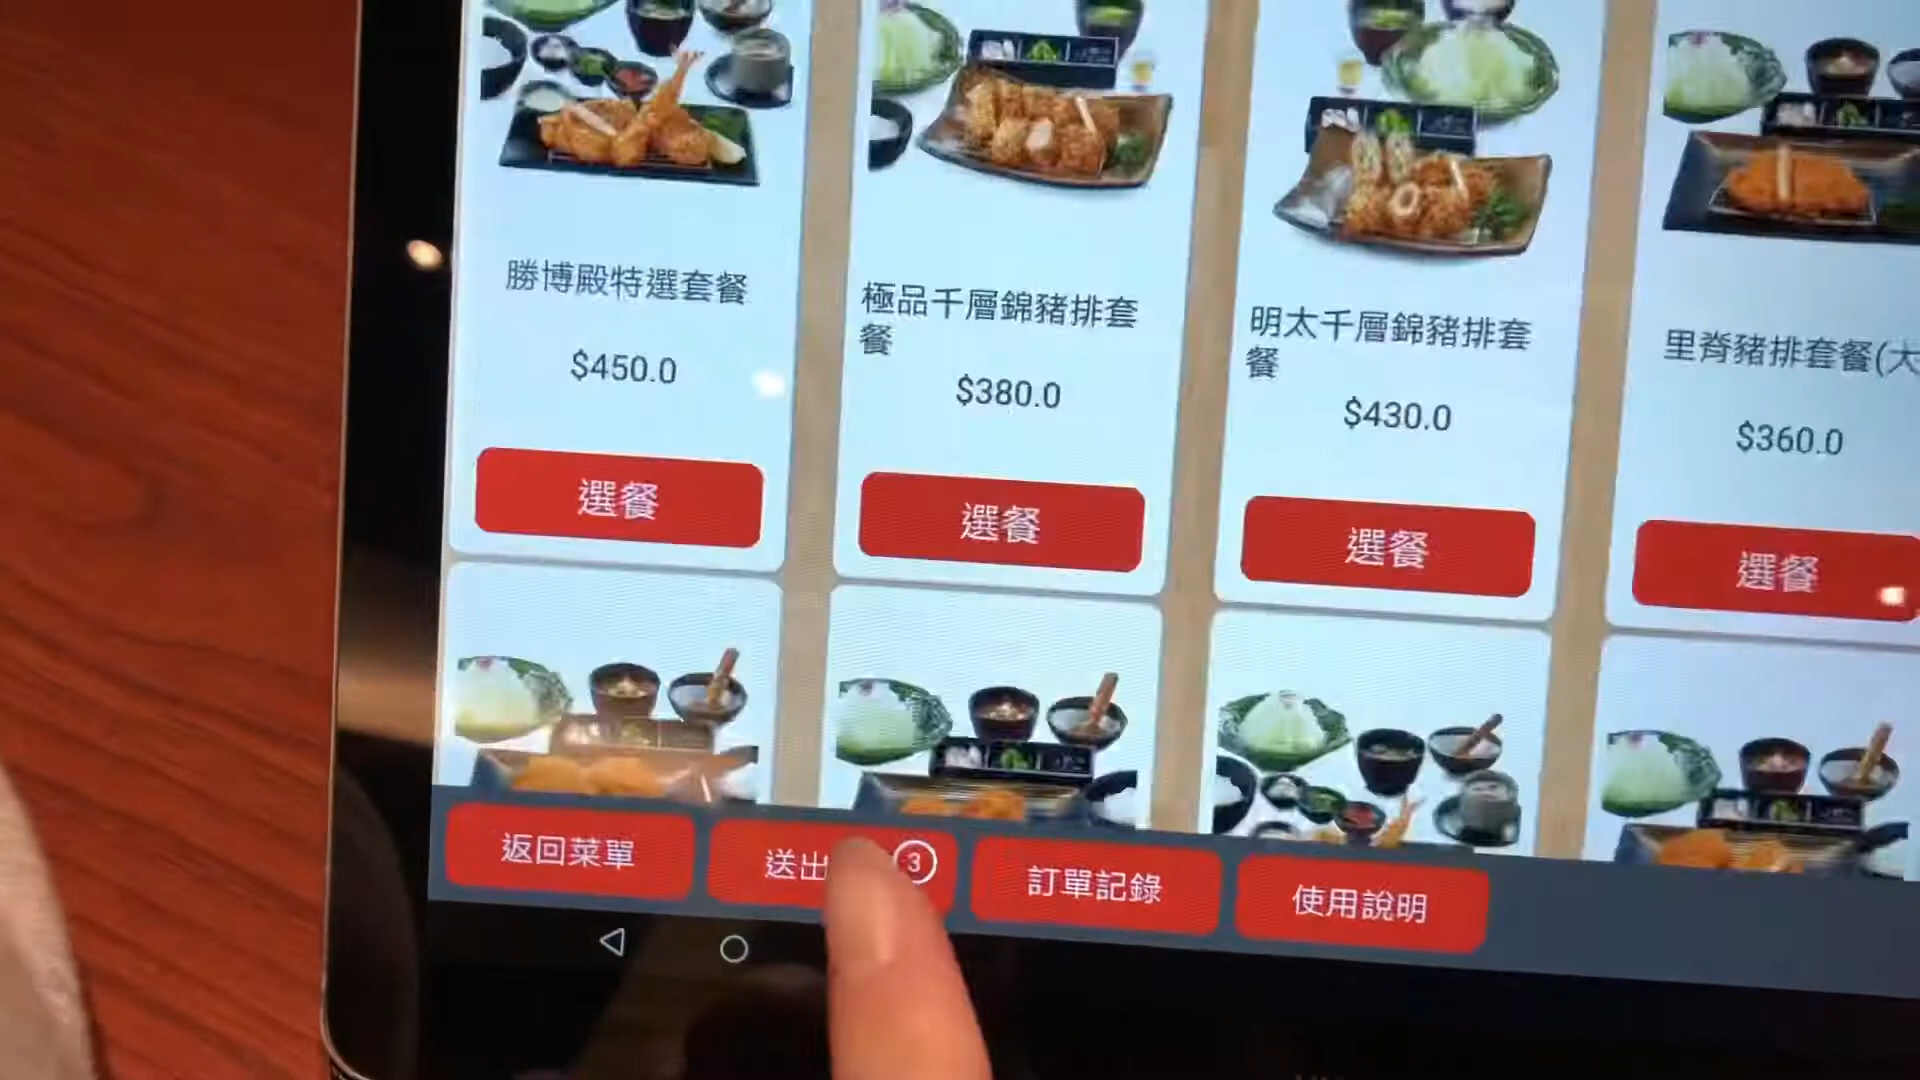 勝博殿特選套餐
$450.0
選餐
極品千層錦豬排套
餐
$380.0
選餐
明太千層錦豬排套
餐
$430.0
選餐
里脊豬排套餐(大
$360.0
選餐
返回菜單
送出
3
訂單記錄
使用說明